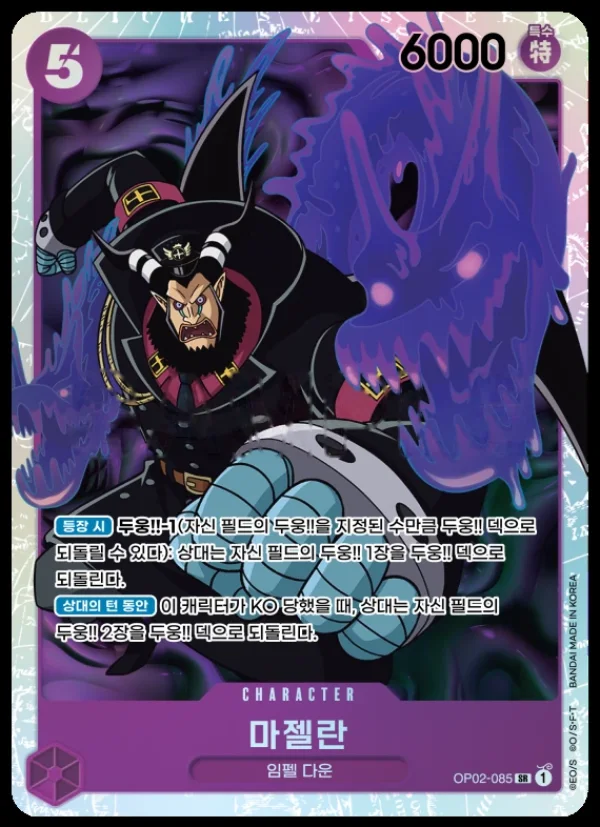 5
6000
특수
特
등장 시 두웅!!-1(자신 필드의 두웅!!을 지정된 수만큼 두웅!! 덱으로
되돌릴 수 있다): 상대는 자신 필드의 두웅!! 1장을 두웅!! 덱으로
되돌린다.
상대의 턴 동안 이 캐릭터가 KO 당했을 때, 상대는 자신 필드의
두웅!! 2장을 두웅!! 덱으로 되돌린다.
CHARACTER
마젤란
임펠 다운
OP02-085 SR 1
©EO/S ©O/S·F·T BANDAI MADE IN KOREA